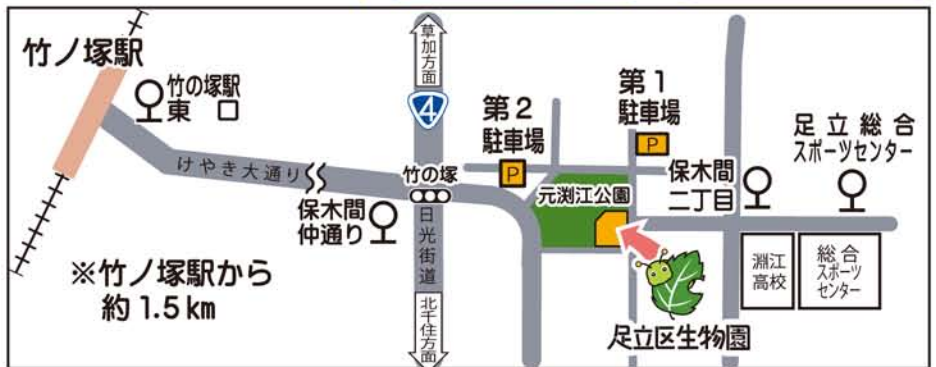 竹ノ塚駅
竹の塚駅
東口
けやき大通り
保木間
仲通り
※竹ノ塚駅から
約1.5km
草加方面
4
竹の塚
日光街道
北千住方面
第2
駐車場
P
第1
駐車場
P
元渕江公園
保木間
二丁目
足立総合
スポーツセンター
淵江
高校
総合
スポーツ
センター
足立区生物園